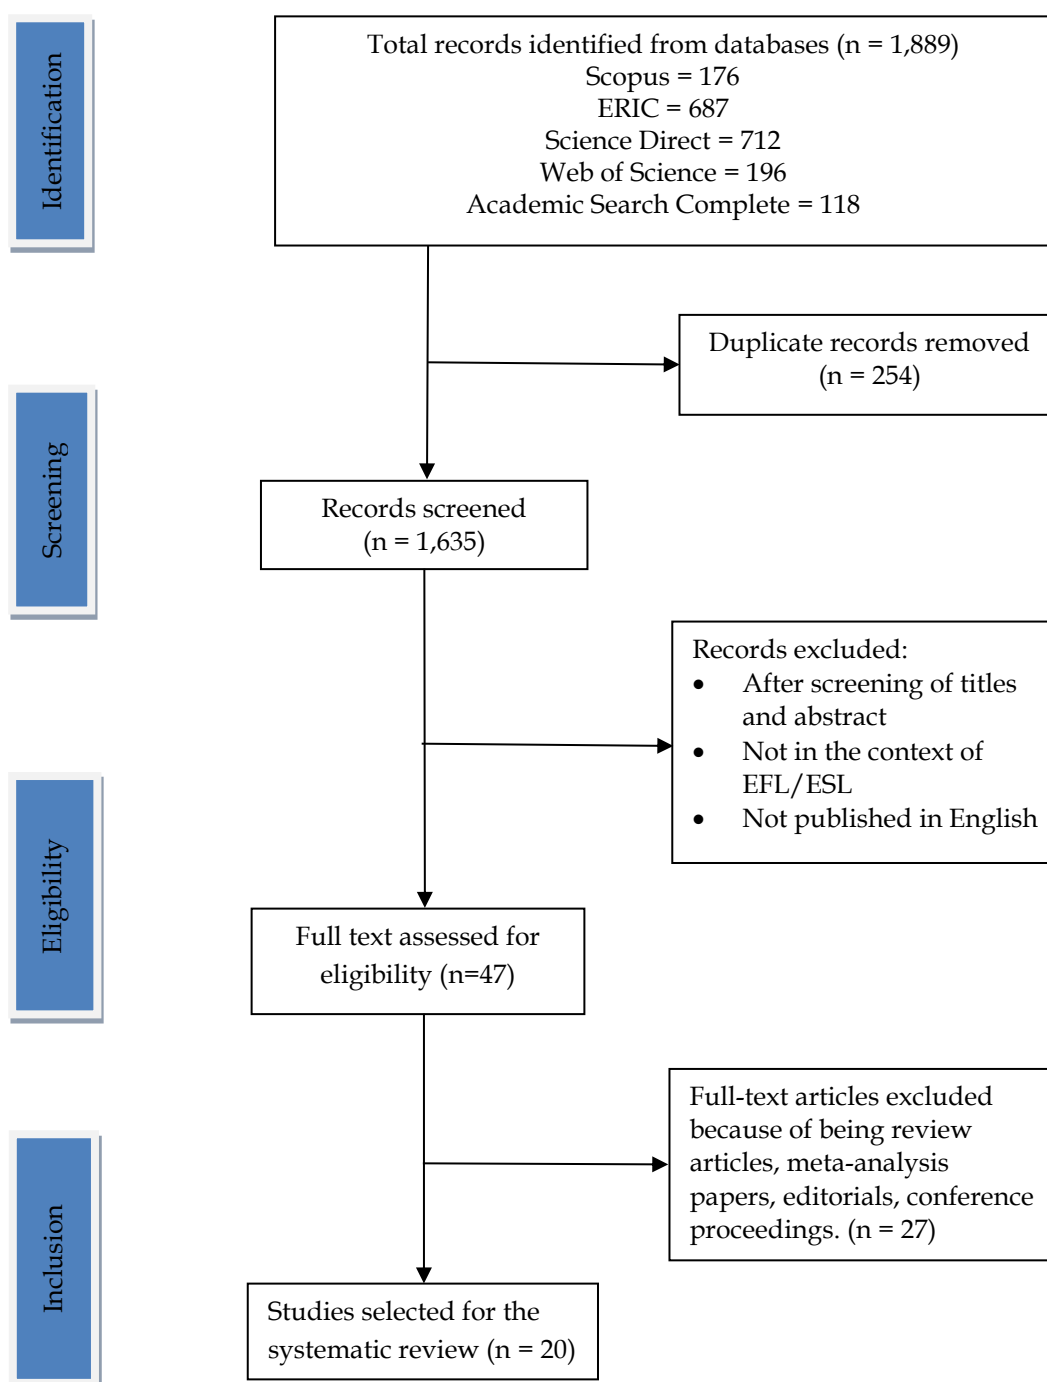 Identification
Total records identified from databases (n = 1,889)
Scopus = 176
ERIC = 687
Science Direct = 712
Web of Science = 196
Academic Search Complete = 118
Duplicate records removed
(n = 254)
Screening
Records screened
(n = 1,635)
Records excluded:
• After screening of titles
and abstract
• Not in the context of
EFL/ESL
• Not published in English
Eligibility
Full text assessed for
eligibility (n=47)
Full-text articles excluded
because of being review
articles, meta-analysis
papers, editorials, conference
proceedings. (n = 27)
Inclusion
Studies selected for the
systematic review (n = 20)